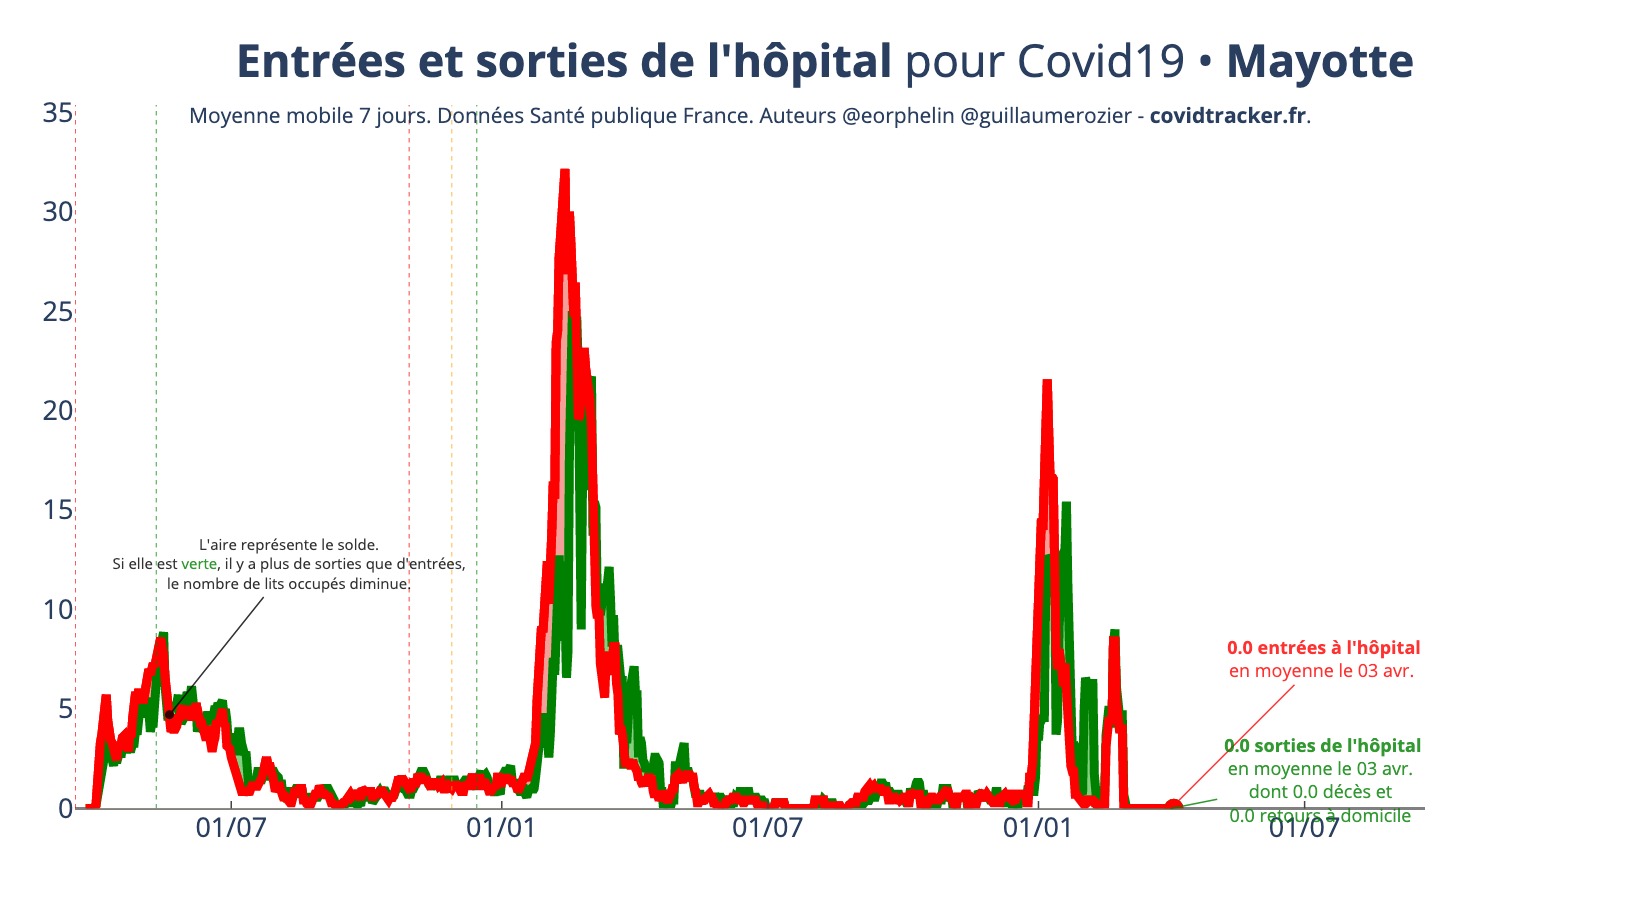 Entrées et sorties de l'hôpital pour Covid19 • Mayotte
Moyenne mobile 7 jours. Données Santé publique France. Auteurs @eorphelin @guillaumerozier - covidtracker.fr.
35
30
25
20
15
10
5
0
L'aire représente le solde.
Si elle est verte, il y a plus de sorties que d'entrées,
le nombre de lits occupés diminue.
0.0 entrées à l'hôpital
en moyenne le 03 avr.
0.0 sorties de l'hôpital
en moyenne le 03 avr.
dont 0.0 décès et
0.0 retours à domicile
01/07
01/01
01/07
01/01
01/07